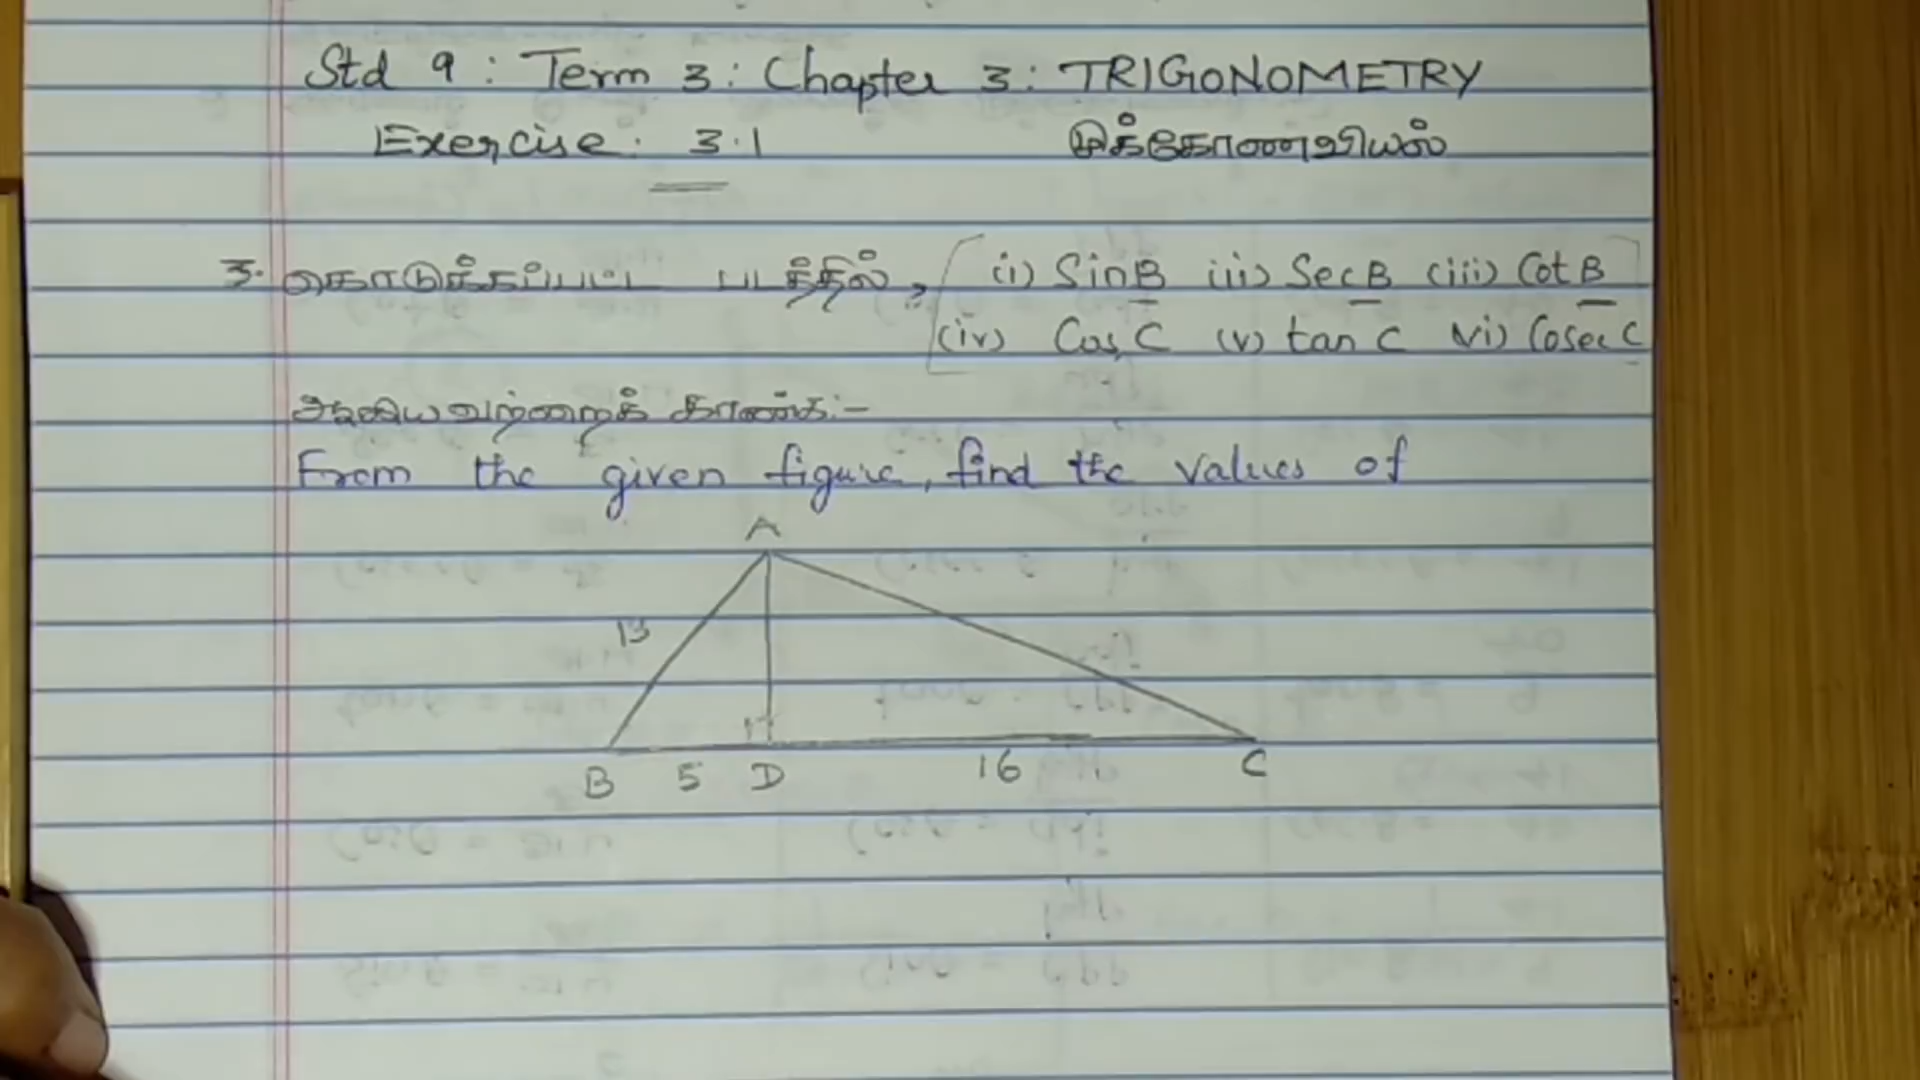 Std 9 : Term 3 : Chapter 3 : TRIGONOMETRY
Exercise : 3.1 முக்கோணவியல்
3. கொடுக்கப்பட்ட படத்தில், (i) Sin B (ii) Sec B (iii) Cot B
(iv) Cos C (v) tan C vi) Cosec C
ஆகியவற்றைக் காண்க:-
From the given figure, find the values of
A
13
B 5 D 16 C